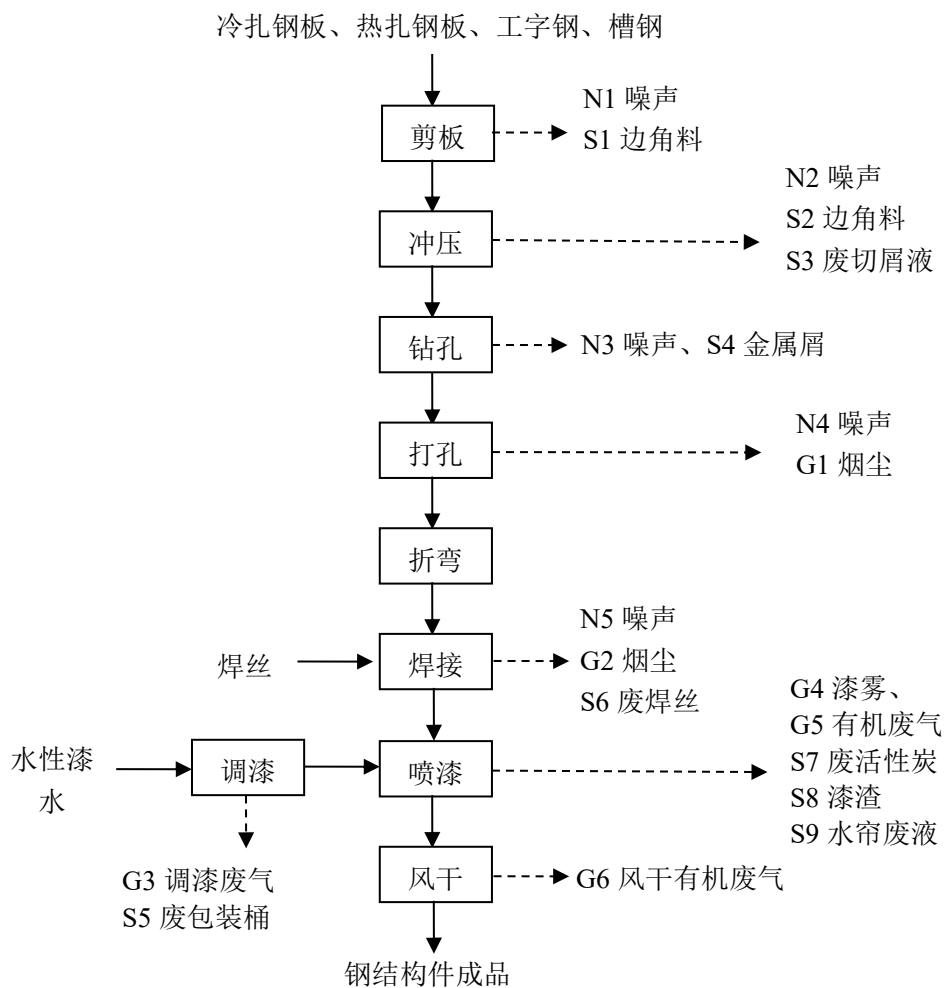 冷扎钢板、热扎钢板、工字钢、槽钢
剪板
N1 噪声
S1 边角料
冲压
N2 噪声
S2 边角料
S3 废切屑液
钻孔
N3 噪声、S4 金属屑
打孔
N4 噪声
G1 烟尘
折弯
焊丝
焊接
N5 噪声
G2 烟尘
S6 废焊丝
水性漆
水
调漆
喷漆
G4 漆雾、
G5 有机废气
S7 废活性炭
S8 漆渣
S9 水帘废液
G3 调漆废气
S5 废包装桶
风干
G6 风干有机废气
钢结构件成品